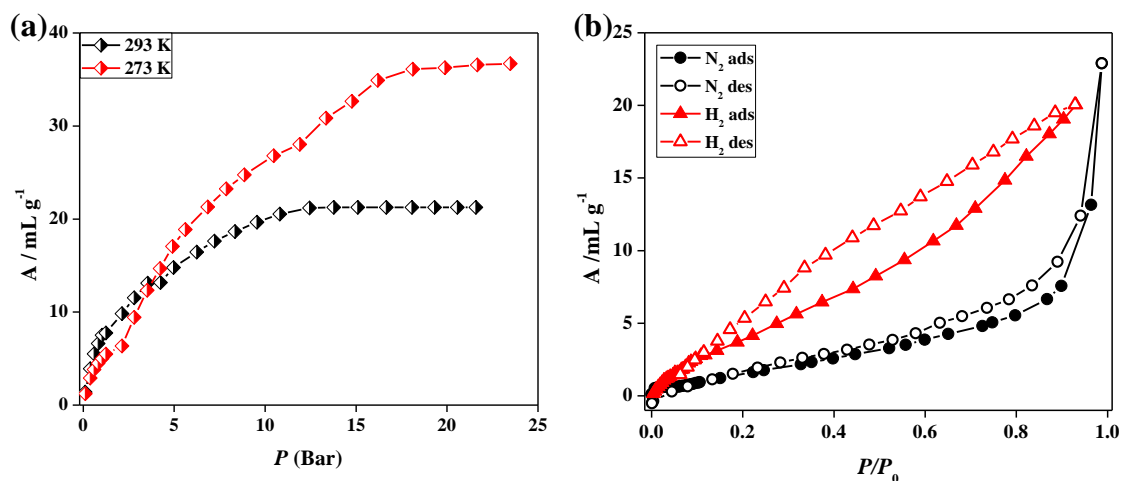 (a)
293 K
273 K
A / mL g⁻¹
40
30
20
10
0
0 5 10 15 20 25
P (Bar)
(b)
N₂ ads
N₂ des
H₂ ads
H₂ des
A / mL g⁻¹
25
20
15
10
5
0
0.0 0.2 0.4 0.6 0.8 1.0
P/P₀